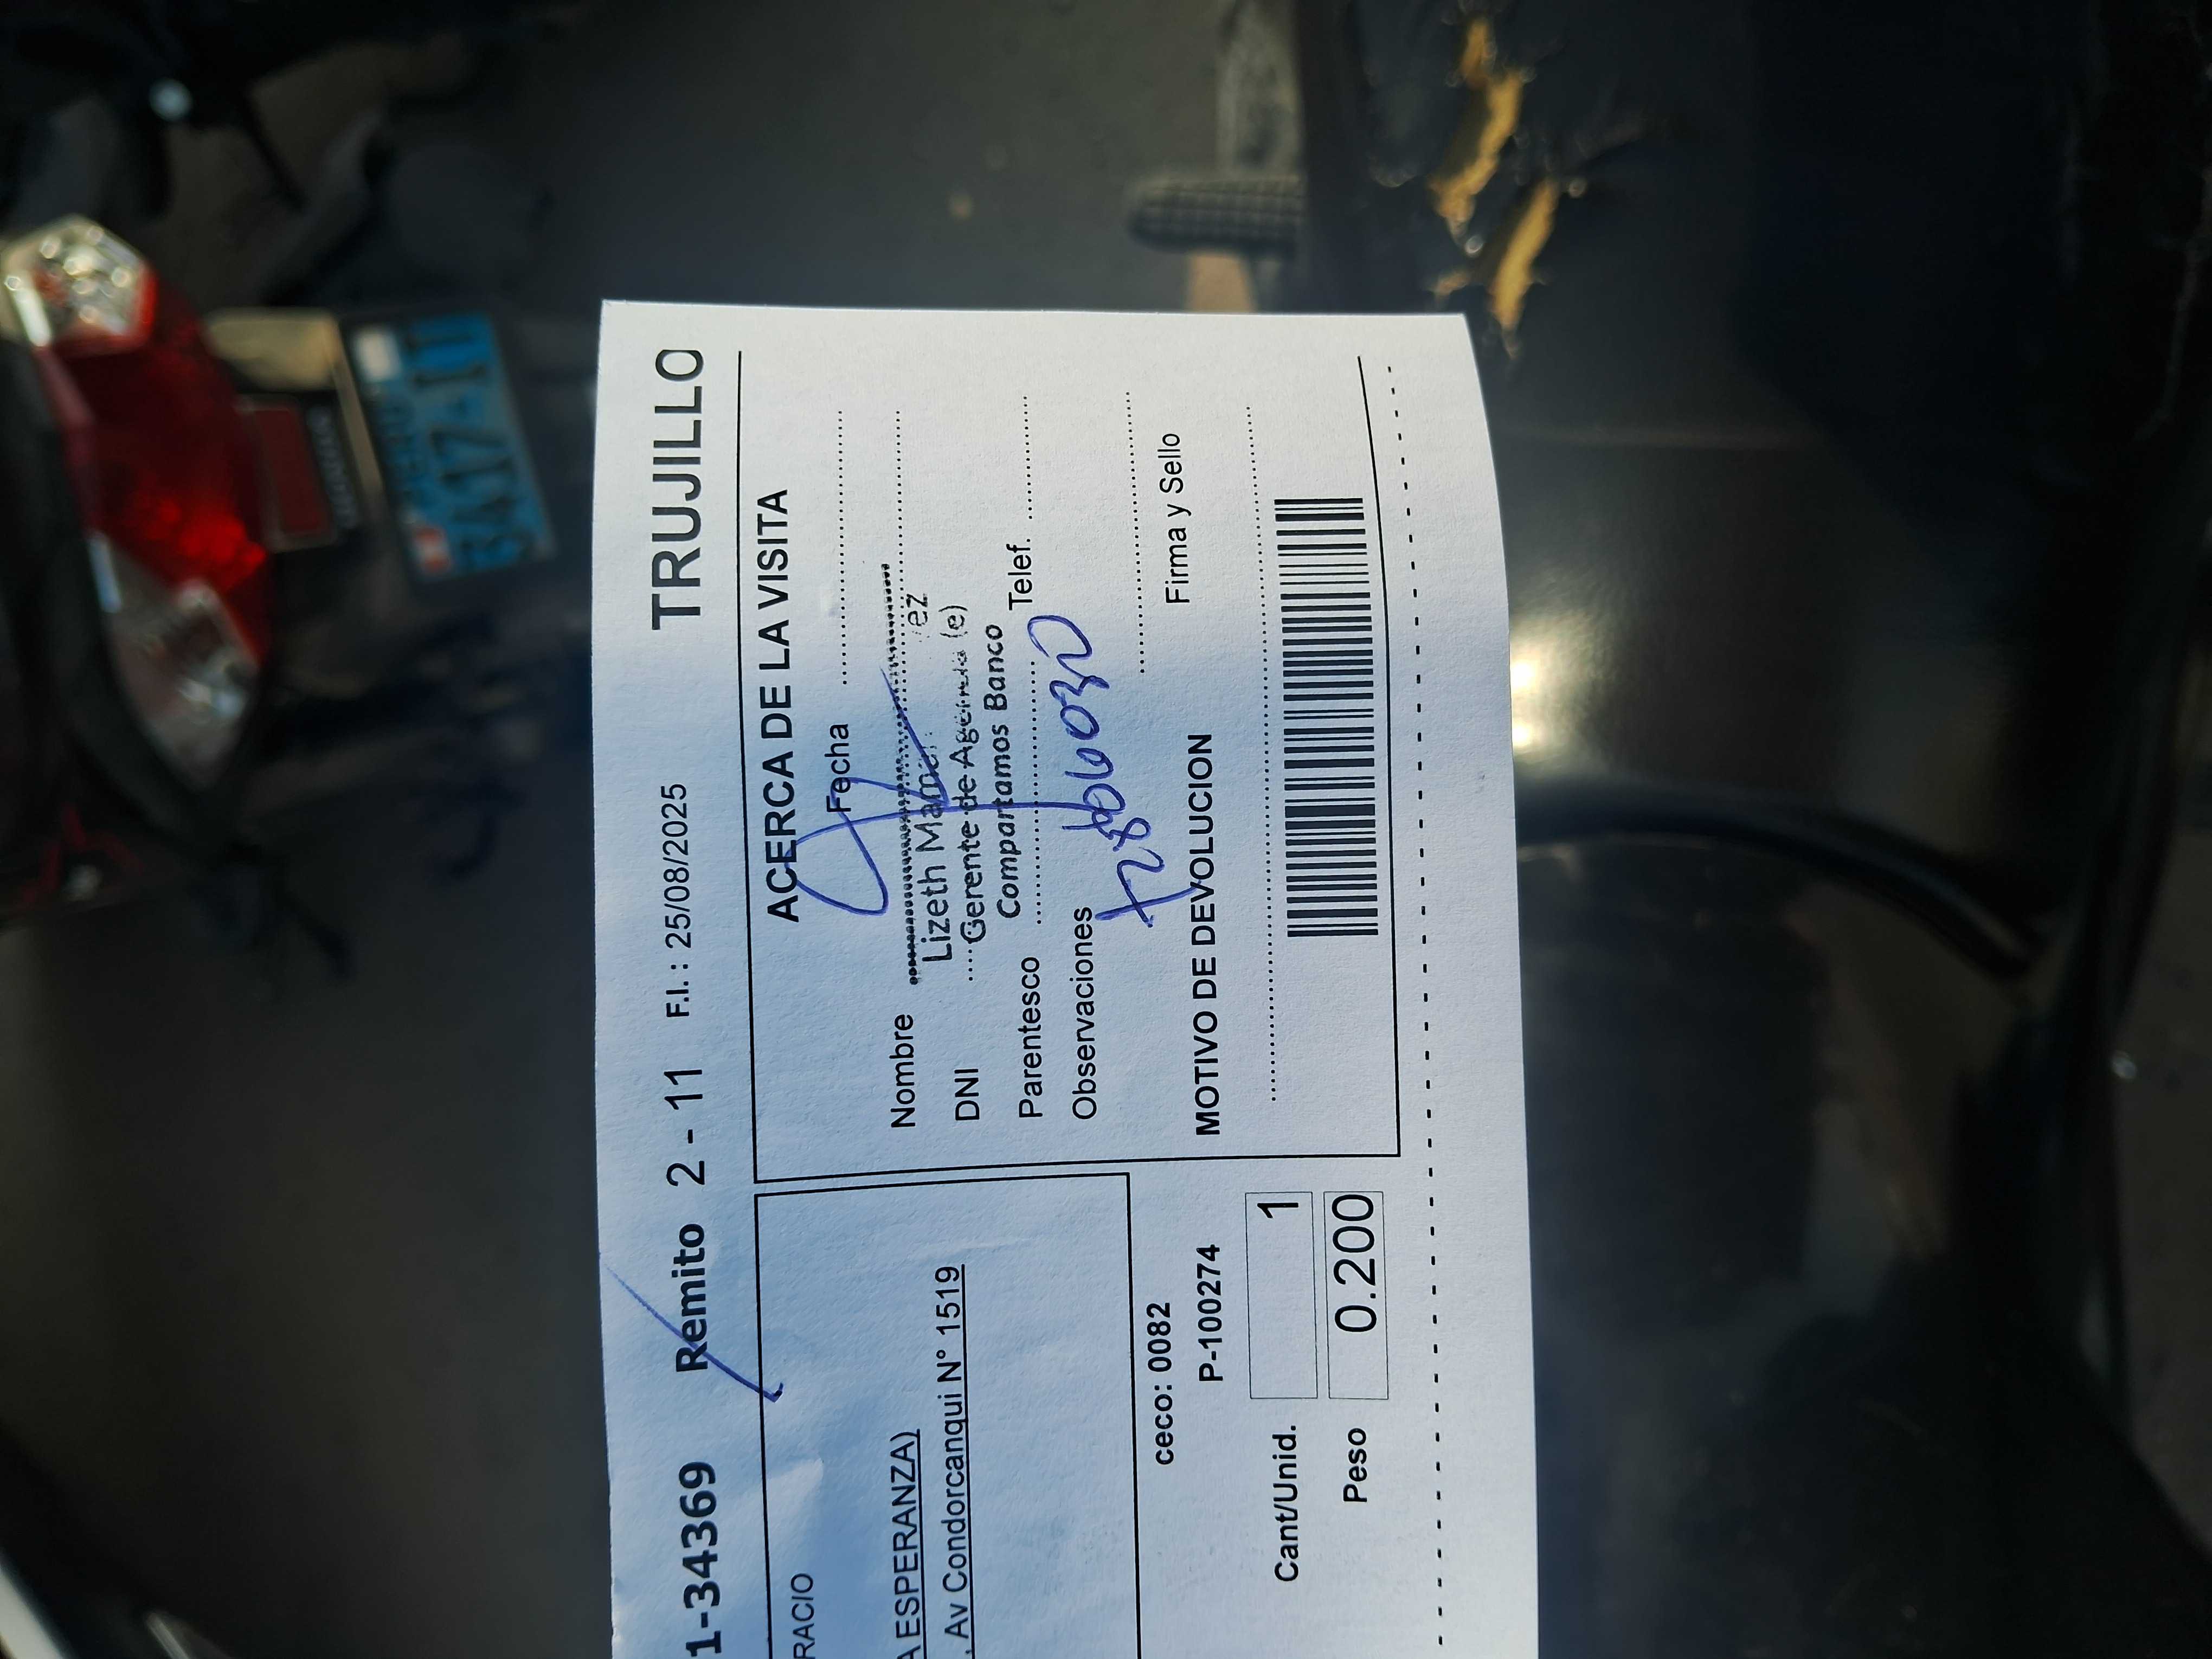 1-34369 Remito 2 - 11 F.I.: 25/08/2025 TRUJILLO
RACIO
A ESPERANZA)
. Av Condorcanqui N° 1519
ceco: 0082
P-100274
Cant/Unid. 1
Peso 0.200
ACERCA DE LA VISITA
Fecha
Nombre
Lizeth
DNI
Gerente de Agencia (e)
Compartamos Banco
Parentesco
Telef.
Observaciones
Firma y Sello
MOTIVO DE DEVOLUCION